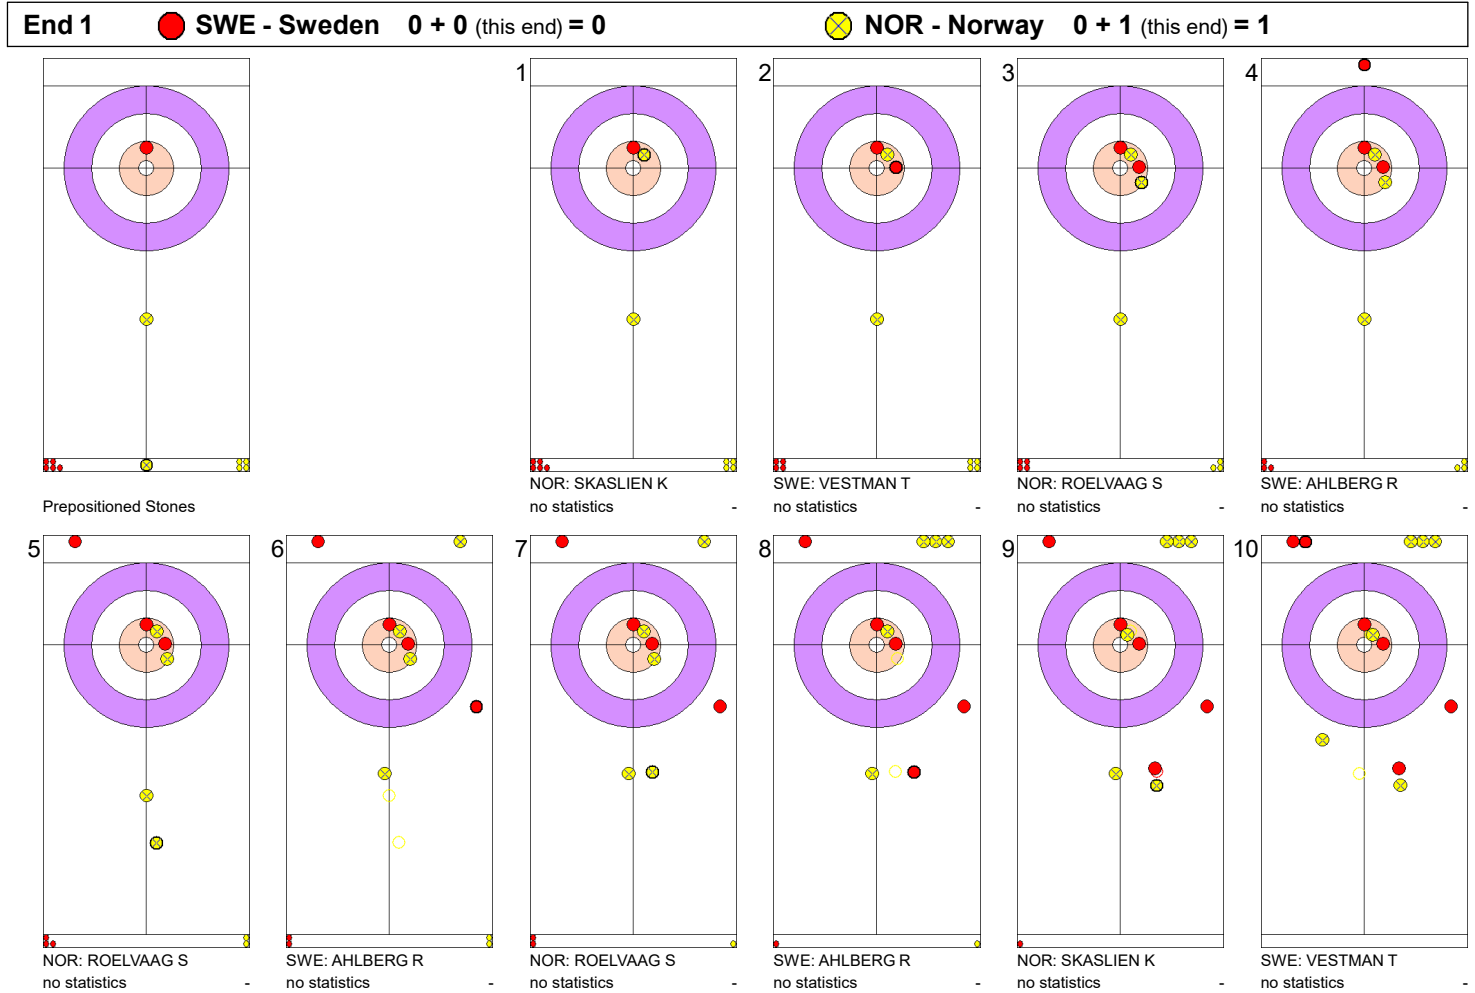 End 1 SWE - Sweden 0 + 0 (this end) = 0 NOR - Norway 0 + 1 (this end) = 1
1 2 3 4
NOR: SKASLIEN K SWE: VESTMAN T NOR: ROELVAAG S SWE: AHLBERG R
Prepositioned Stones no statistics - no statistics - no statistics - no statistics -
5 6 7 8 9 10
NOR: ROELVAAG S SWE: AHLBERG R NOR: ROELVAAG S SWE: AHLBERG R NOR: SKASLIEN K SWE: VESTMAN T
no statistics - no statistics - no statistics - no statistics - no statistics - no statistics -